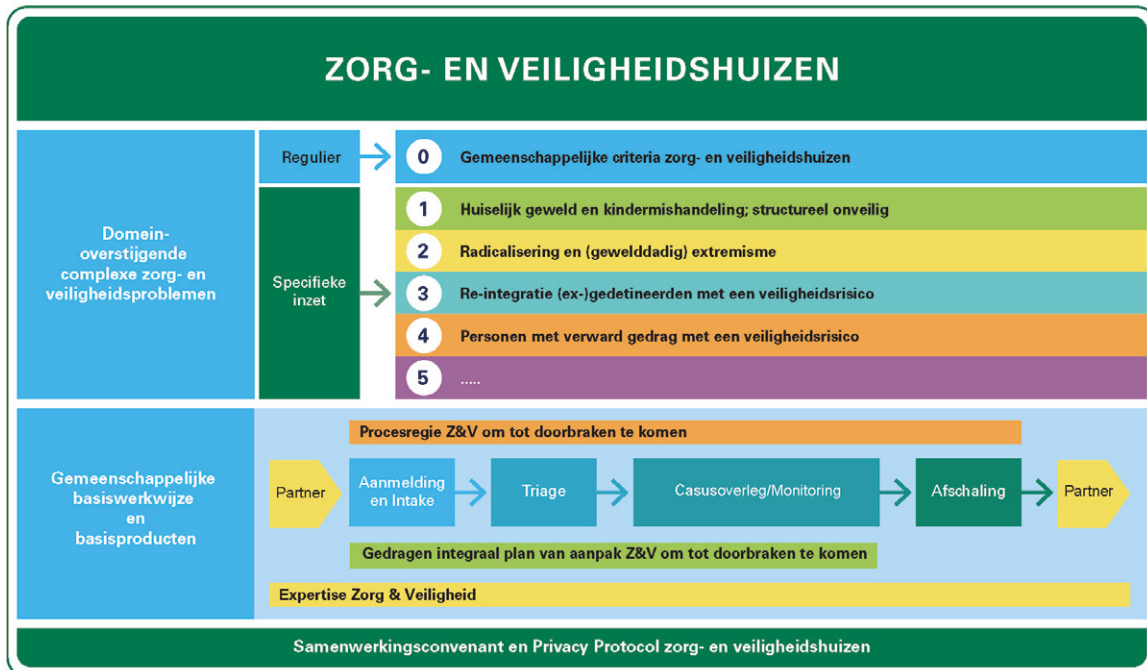 ZORG- EN VEILIGHEIDSHUIZEN
Domein-
overstijgende
complexe zorg- en
veiligheidsproblemen
Regulier
0 Gemeenschappelijke criteria zorg- en veiligheidshuizen
Specifieke
inzet
1 Huiselijk geweld en kindermishandeling; structureel onveilig
2 Radicalisering en (gewelddadig) extremisme
3 Re-integratie (ex-)gedetineerden met een veiligheidsrisico
4 Personen met verward gedrag met een veiligheidsrisico
5 .....
Gemeenschappelijke
basiswerkwijze
en
basisproducten
Procesregie Z&V om tot doorbraken te komen
Partner
Aanmelding
en Intake
Triage
Casusoverleg/Monitoring
Afschaling
Partner
Gedragen integraal plan van aanpak Z&V om tot doorbraken te komen
Expertise Zorg & Veiligheid
Samenwerkingsconvenant en Privacy Protocol zorg- en veiligheidshuizen